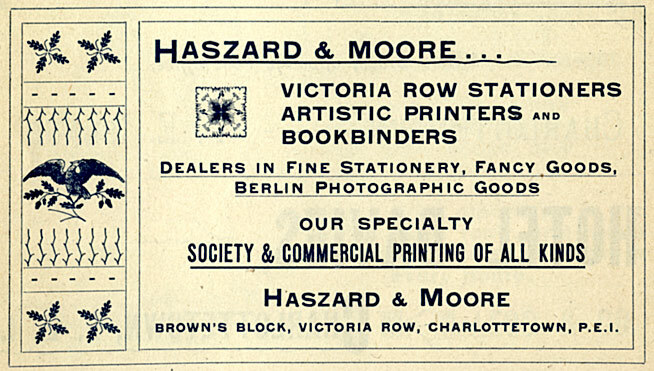 HASZARD & MOORE...
VICTORIA ROW STATIONERS
ARTISTIC PRINTERS AND
BOOKBINDERS
DEALERS IN FINE STATIONERY, FANCY GOODS,
BERLIN PHOTOGRAPHIC GOODS
OUR SPECIALTY
SOCIETY & COMMERCIAL PRINTING OF ALL KINDS
HASZARD & MOORE
BROWN'S BLOCK, VICTORIA ROW, CHARLOTTETOWN, P.E.I.